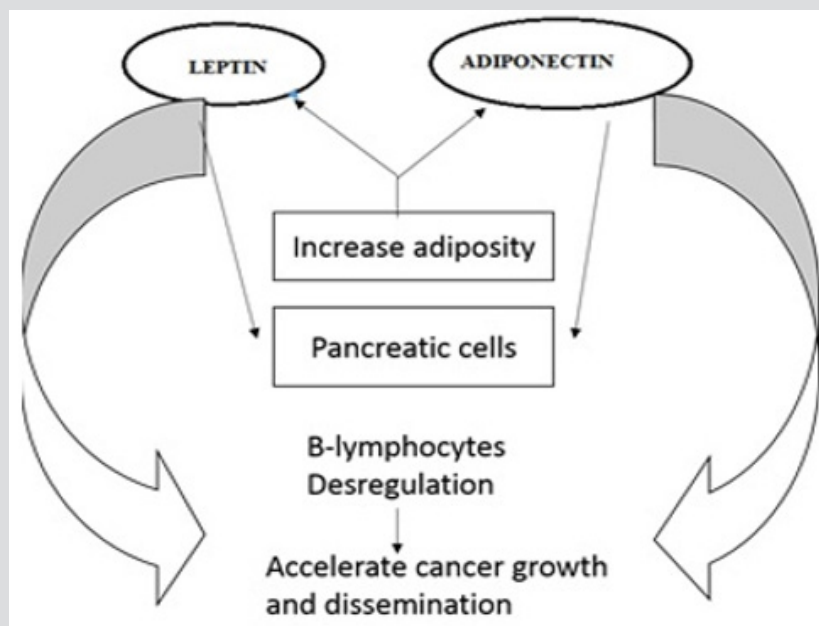 LEPTIN
ADIPONECTIN
Increase adiposity
Pancreatic cells
B-lymphocytes
Desregulation
Accelerate cancer growth
and dissemination